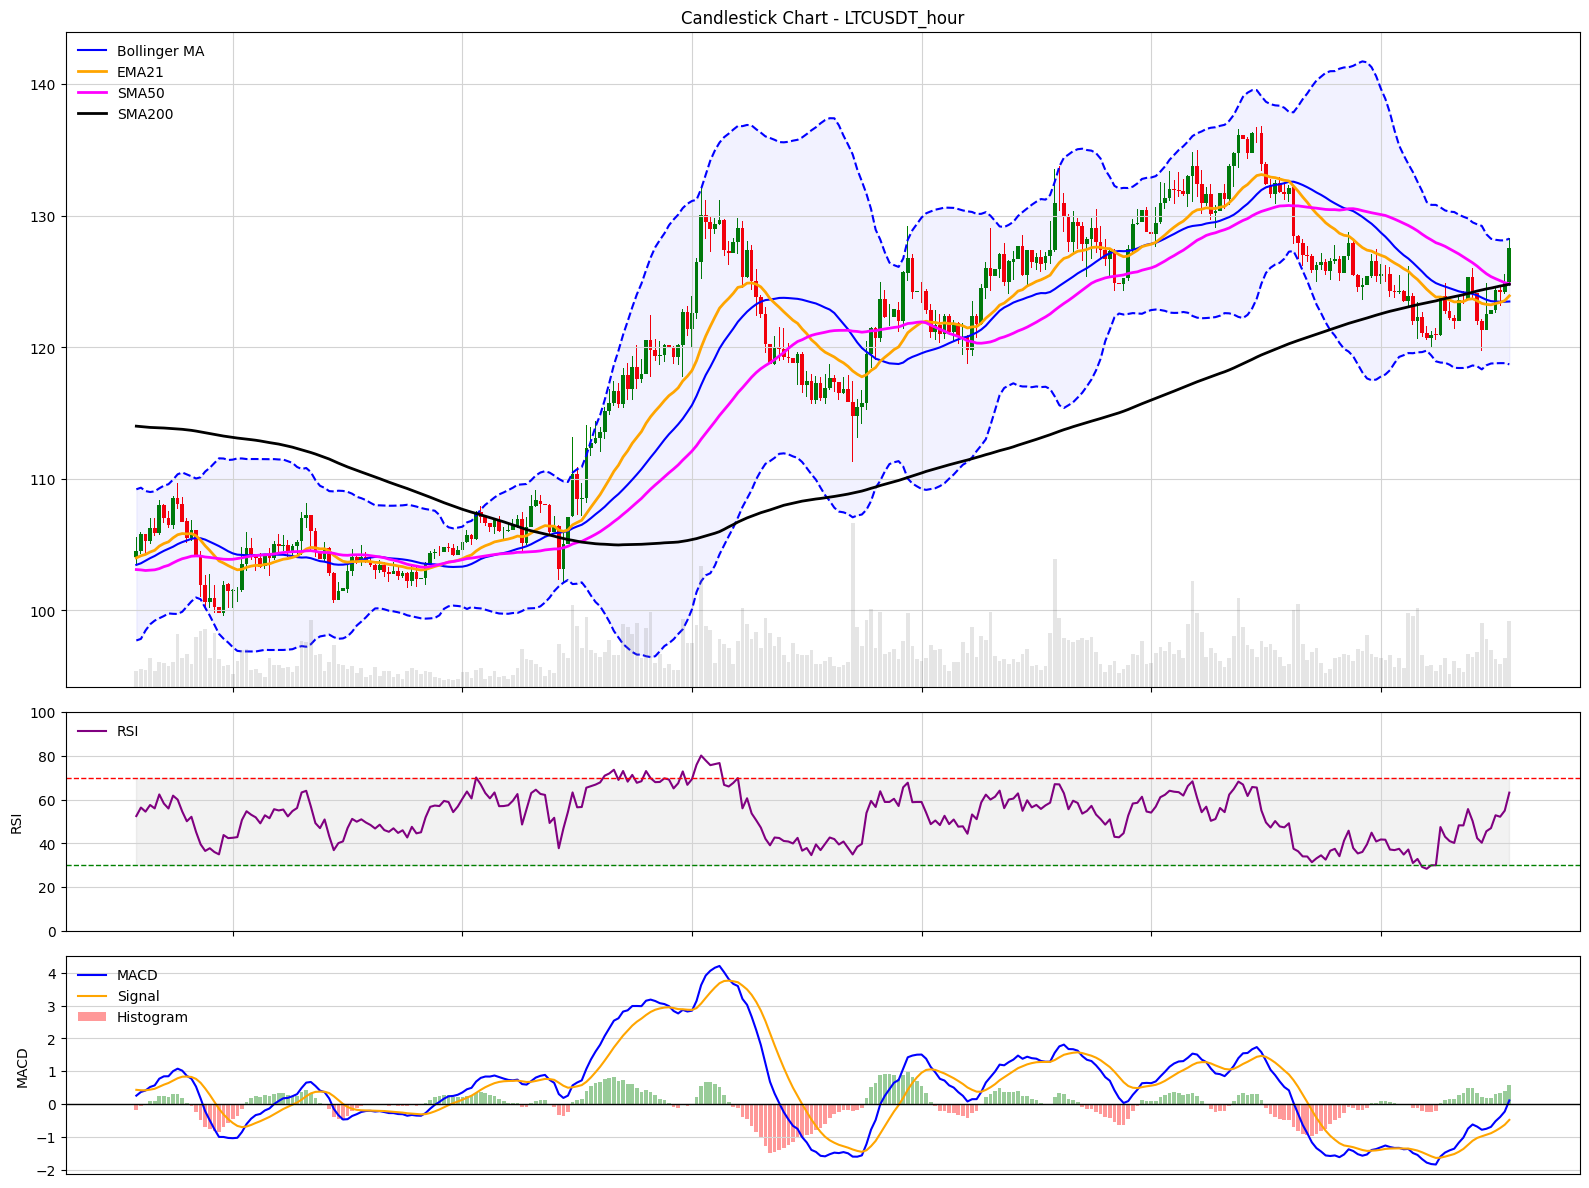 Candlestick Chart - LTCUSDT_hour
Bollinger MA
EMA21
SMA50
SMA200
140
130
120
110
100
RSI
100
80
60
40
20
0
RSI
MACD
Signal
Histogram
4
3
2
1
0
−1
−2
MACD